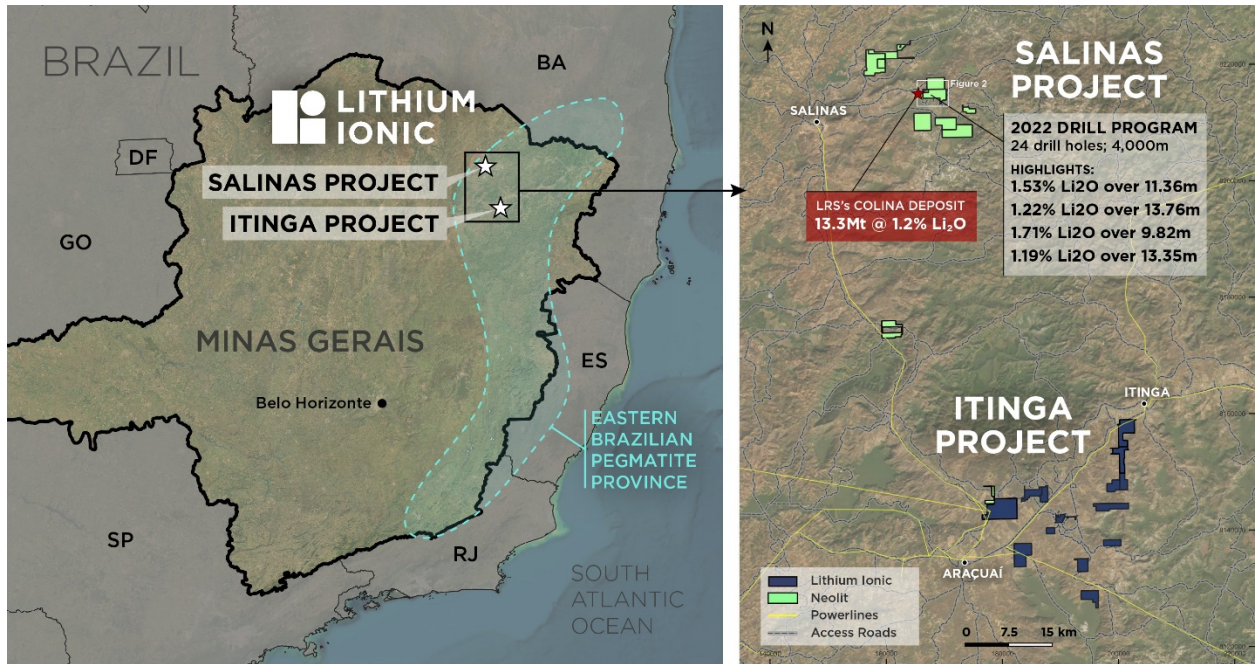 BRAZIL
BA
LITHIUM
IONIC
DF
SALINAS PROJECT
ITINGA PROJECT
GO
MINAS GERAIS
ES
Belo Horizonte
EASTERN
BRAZILIAN
PEGMATITE
PROVINCE
SP
RJ
SOUTH
ATLANTIC
OCEAN
N
SALINAS
PROJECT
Figure 2
SALINAS
2022 DRILL PROGRAM
24 drill holes; 4,000m
HIGHLIGHTS:
1.53% Li2O over 11.36m
1.22% Li2O over 13.76m
1.71% Li2O over 9.82m
1.19% Li2O over 13.35m
LRS's COLINA DEPOSIT
13.3Mt @ 1.2% Li₂O
ITINGA
ITINGA
PROJECT
ARAÇUAÍ
Lithium Ionic
Neolit
Powerlines
Access Roads
0 7.5 15 km